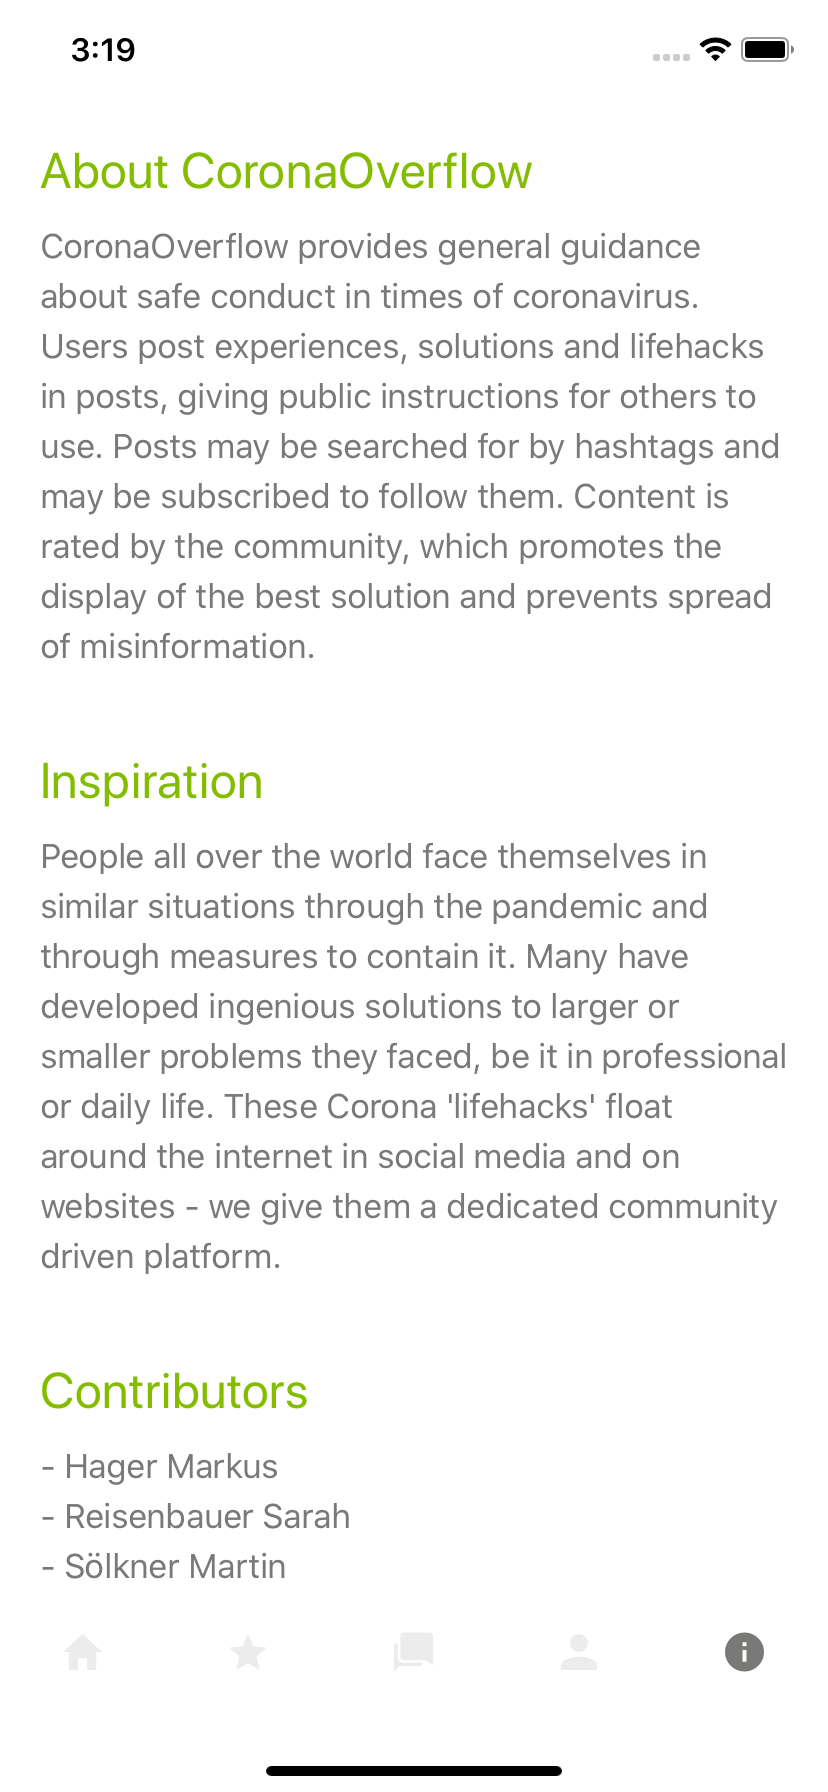 3:19
About CoronaOverflow
CoronaOverflow provides general guidance
about safe conduct in times of coronavirus.
Users post experiences, solutions and lifehacks
in posts, giving public instructions for others to
use. Posts may be searched for by hashtags and
may be subscribed to follow them. Content is
rated by the community, which promotes the
display of the best solution and prevents spread
of misinformation.
Inspiration
People all over the world face themselves in
similar situations through the pandemic and
through measures to contain it. Many have
developed ingenious solutions to larger or
smaller problems they faced, be it in professional
or daily life. These Corona 'lifehacks' float
around the internet in social media and on
websites - we give them a dedicated community
driven platform.
Contributors
- Hager Markus
- Reisenbauer Sarah
- Sölkner Martin